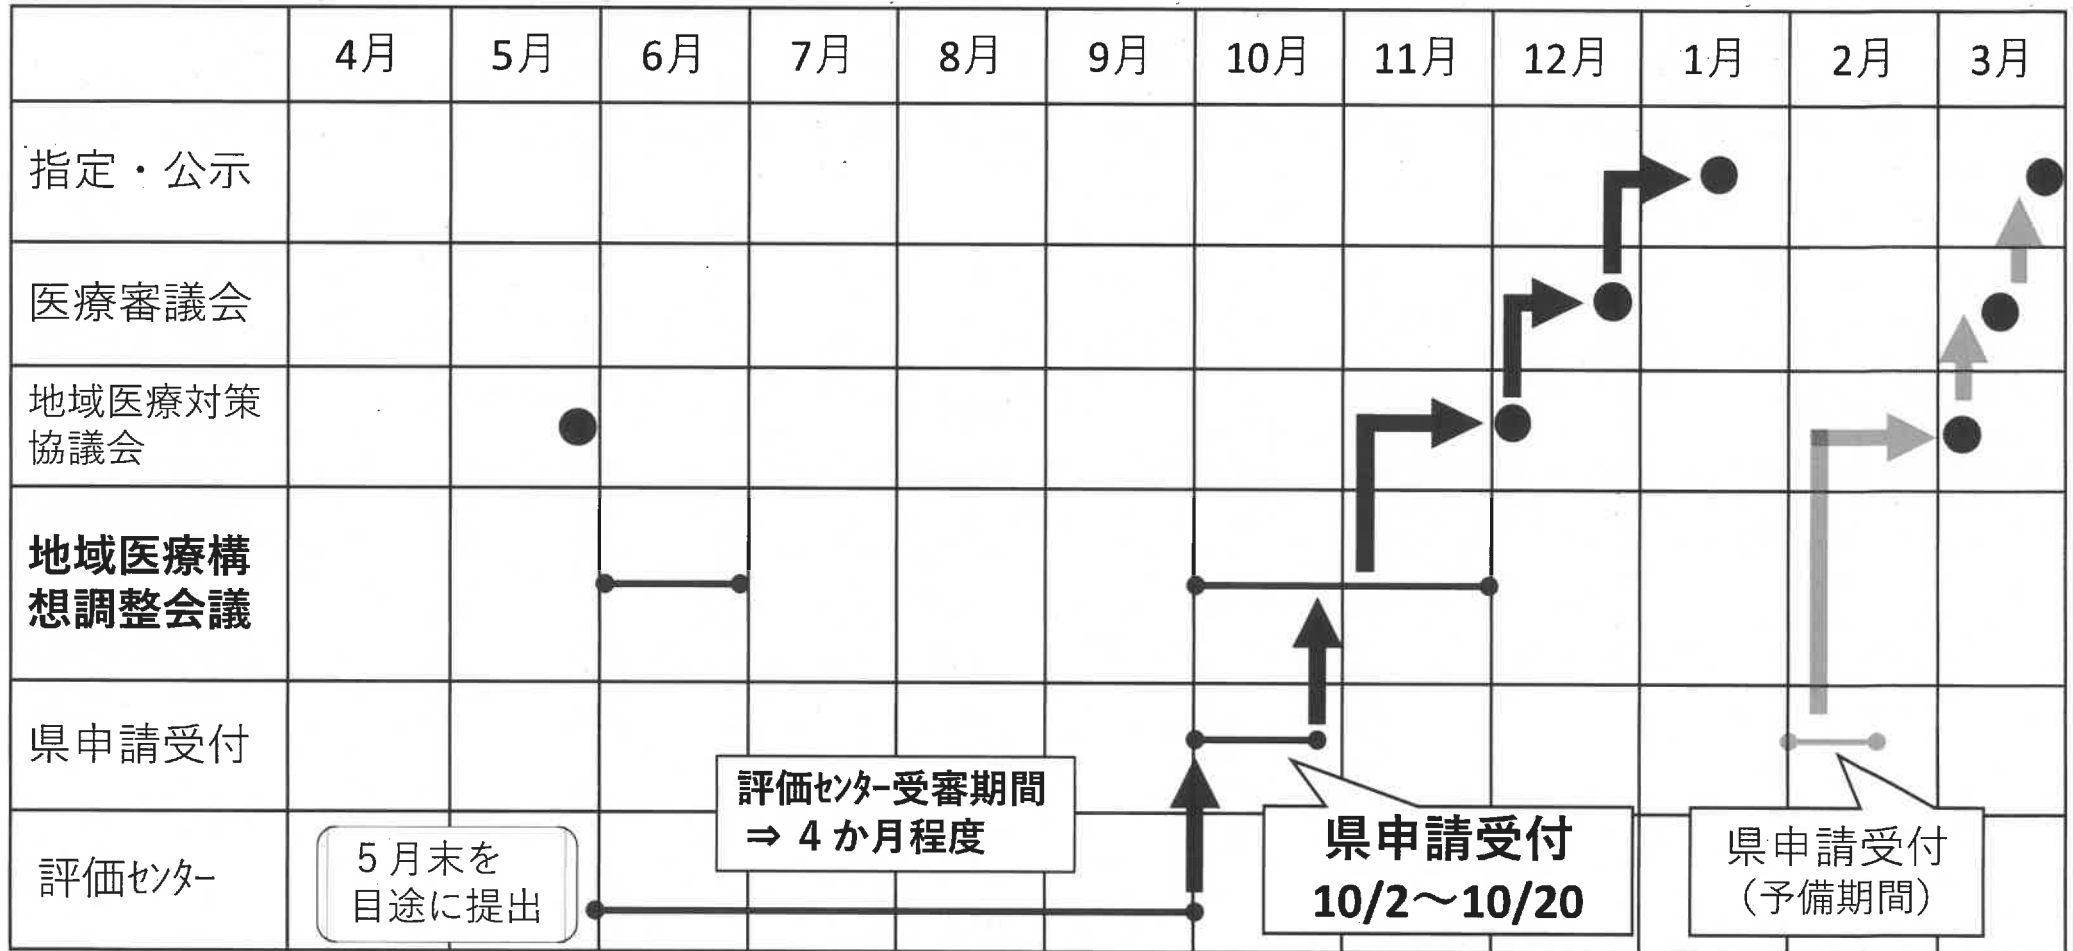 4月 5月 6月 7月 8月 9月 10月 11月 12月 1月 2月 3月
指定・公示
医療審議会
地域医療対策
協議会
地域医療構
想調整会議
県申請受付
評価ｾﾝﾀｰ
５月末を
目途に提出
評価ｾﾝﾀｰ受審期間
⇒ ４か月程度
県申請受付
10/2～10/20
県申請受付
（予備期間）